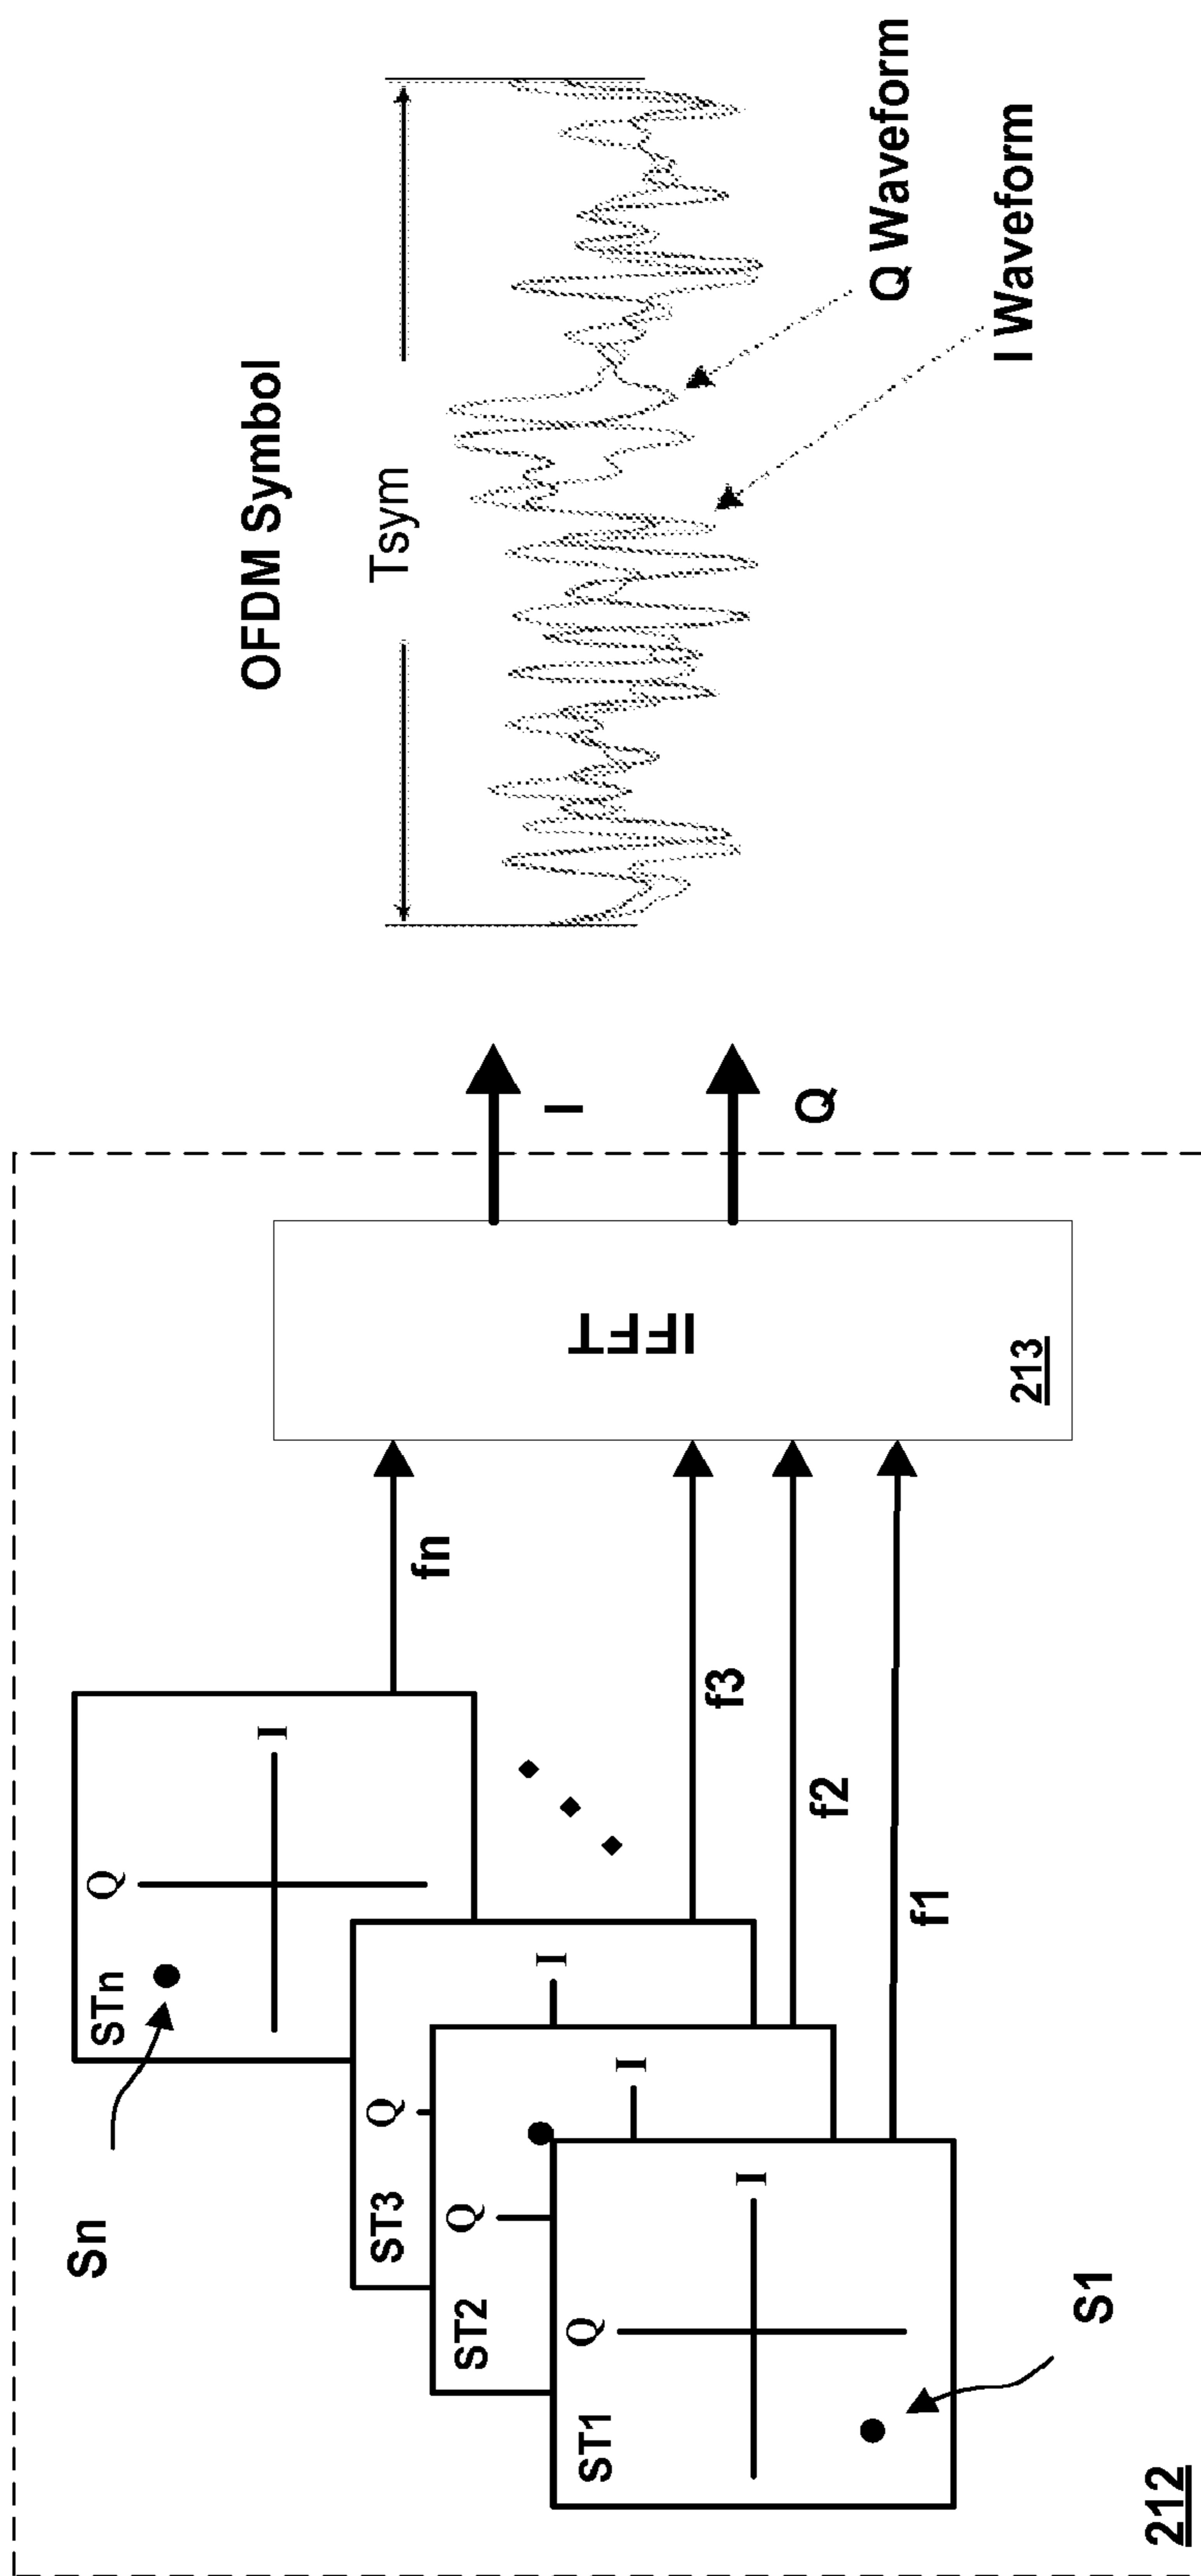 OFDM Symbol
Tsym
Q Waveform
I Waveform
I
Q
IFFT
213
fn
f3
f2
f1
STn
Q
I
Sn
ST3
Q
I
ST2
Q
I
ST1
Q
I
S1
212